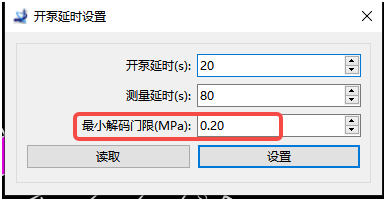 开泵延时设置
开泵延时(s): 20
测量延时(s): 80
最小解码门限(MPa): 0.20
读取 设置